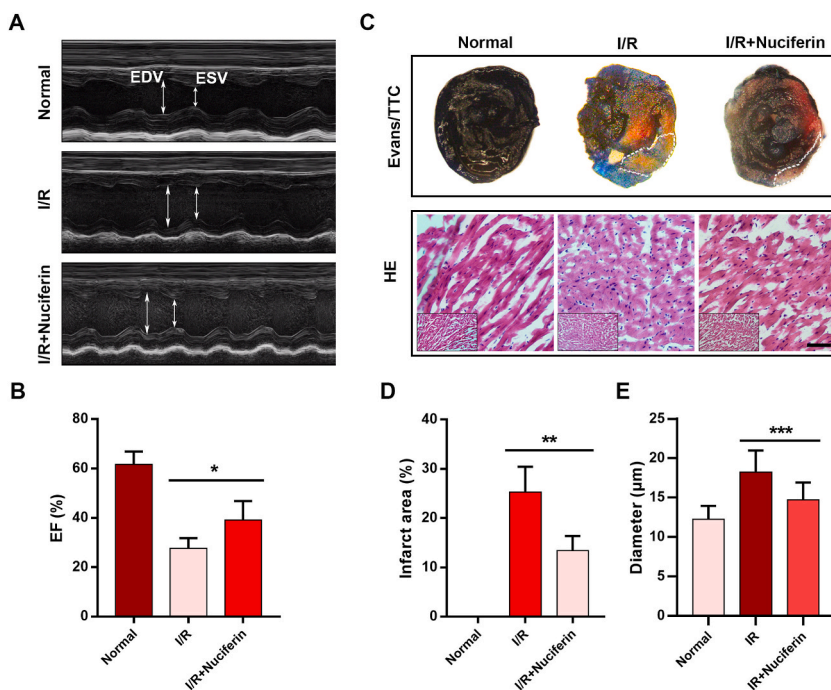 A
Normal
EDV
ESV
I/R
I/R+Nuciferin
C
Normal
I/R
I/R+Nuciferin
Evans/TTC
HE
B
EF (%)
80
60
40
20
0
*
Normal
I/R
I/R+Nuciferin
D
Infarct area (%)
40
30
20
10
0
**
Normal
I/R
I/R+Nuciferin
E
Diameter (μm)
25
20
15
10
5
0
***
Normal
IR
IR+Nuciferin